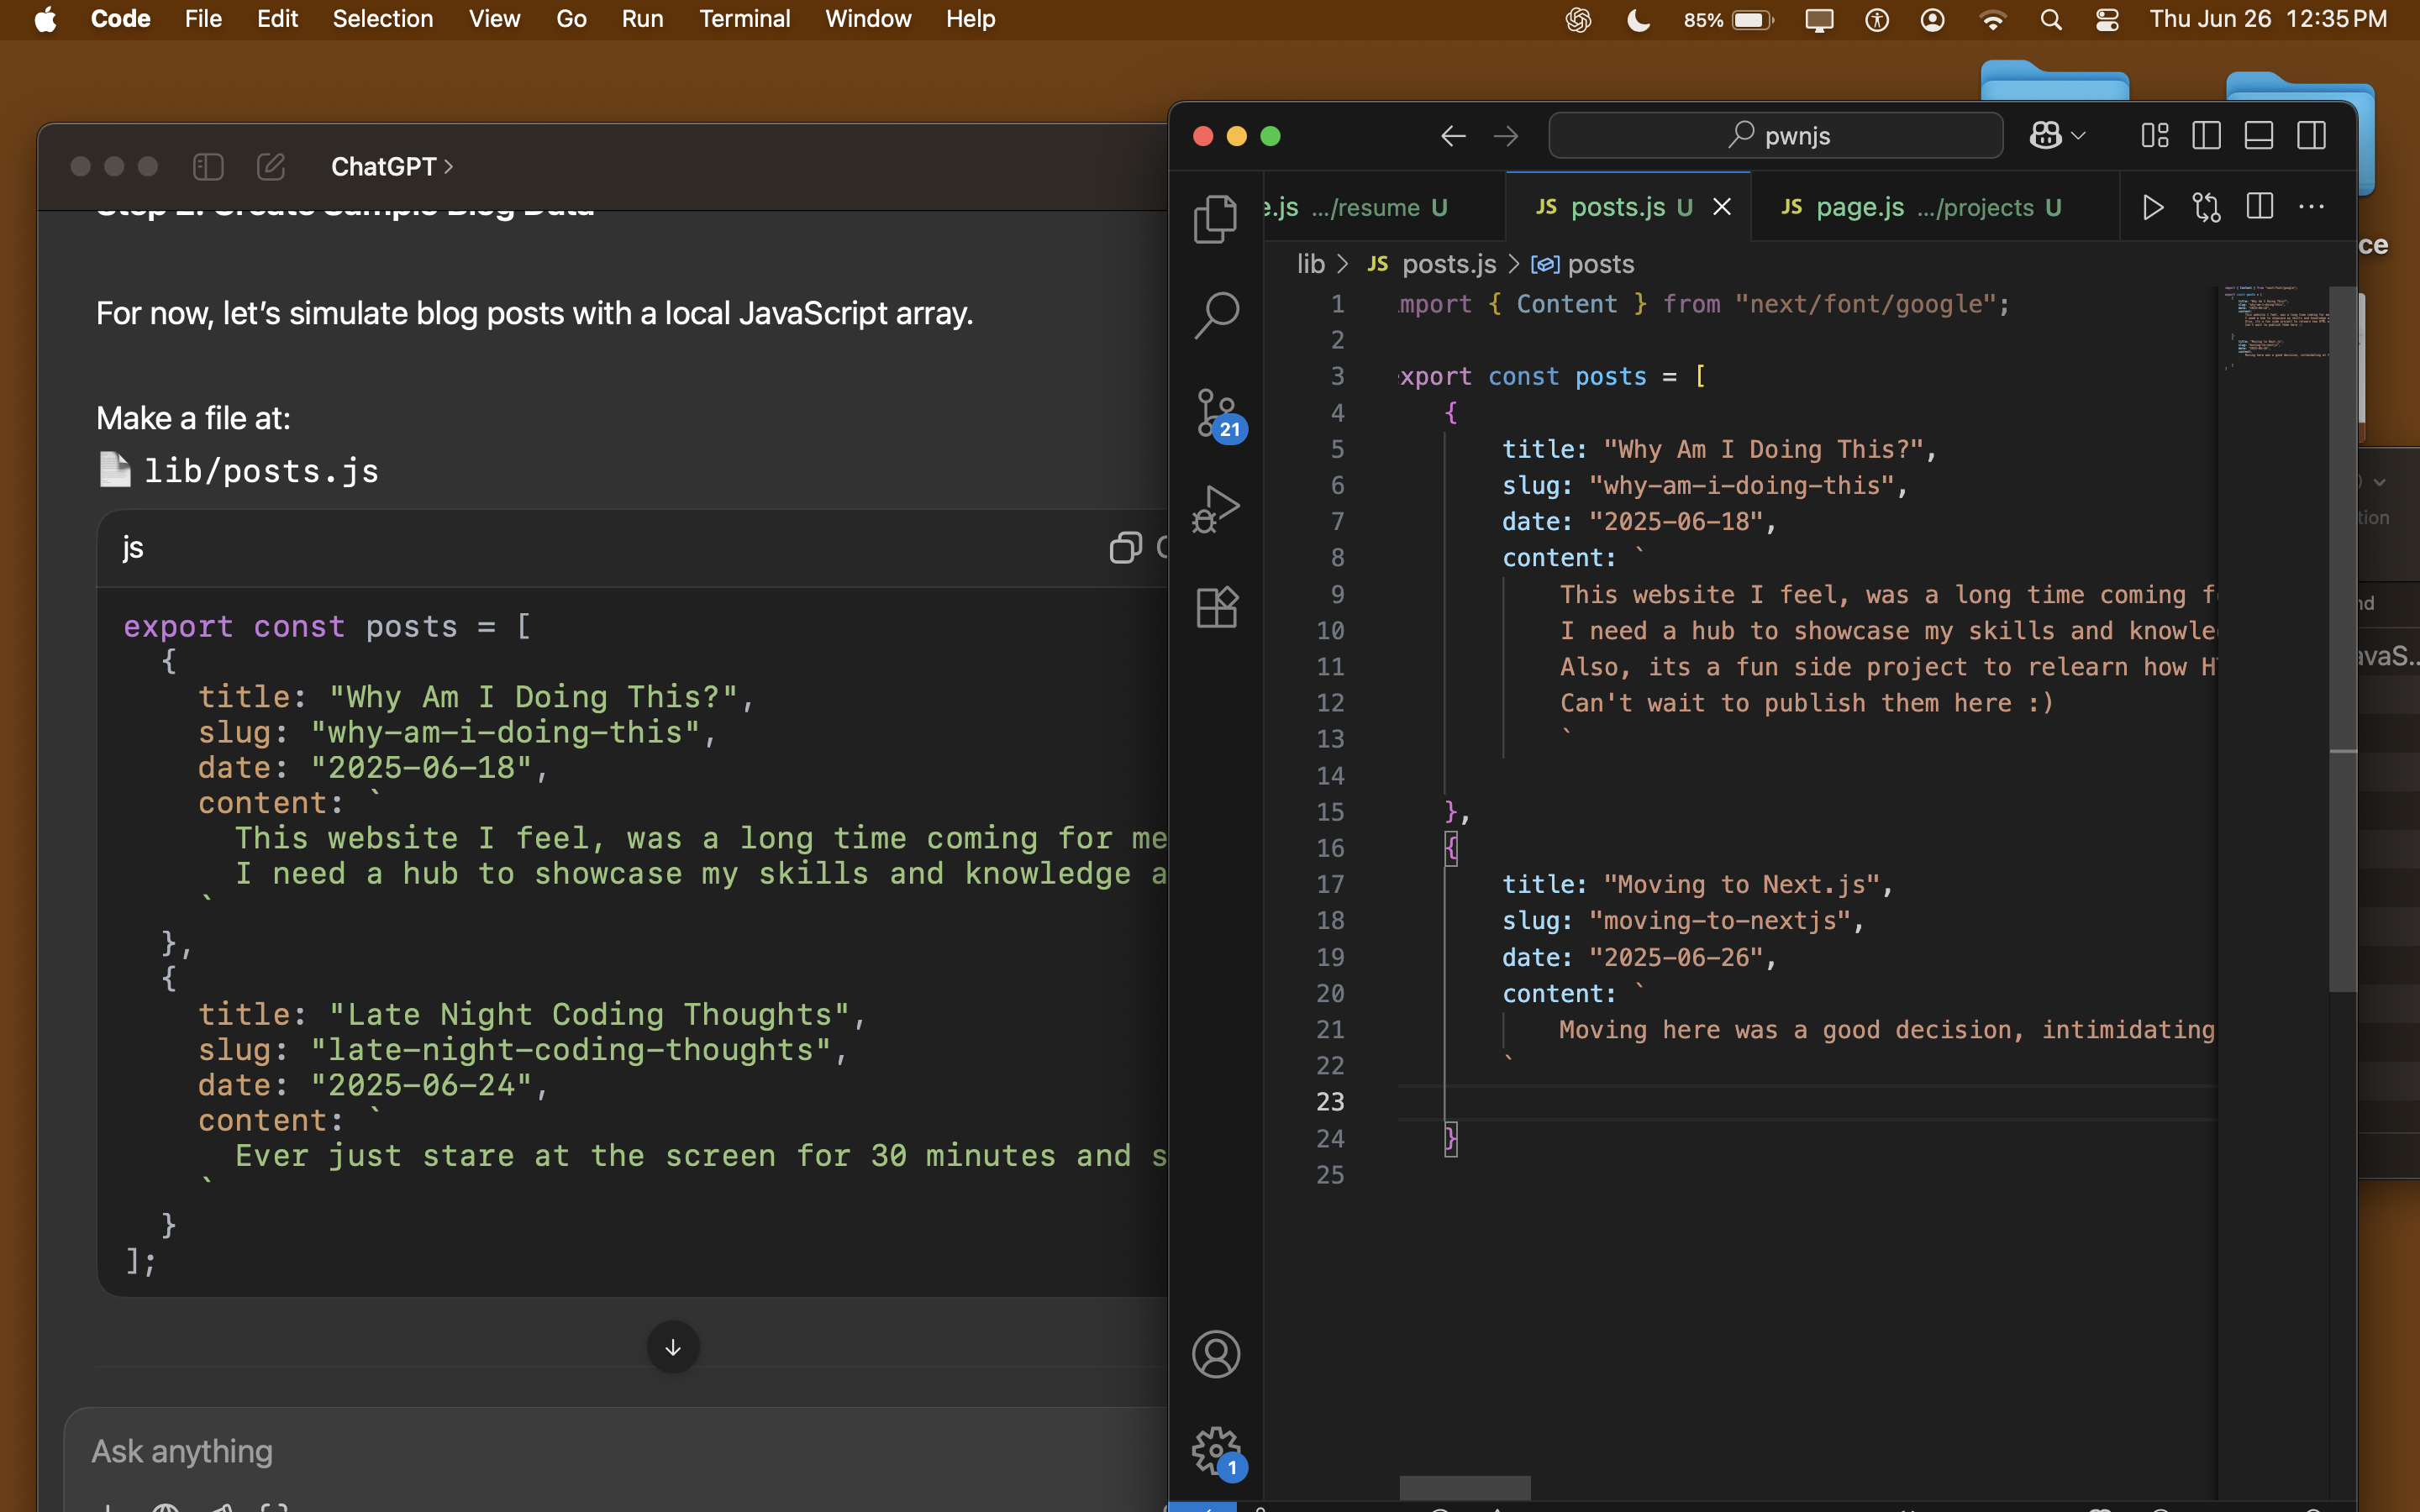 Code File Edit Selection View Go Run Terminal Window Help 85% Thu Jun 26 12:35 PM
ChatGPT >
Step 2: Create Sample Blog Data
For now, let’s simulate blog posts with a local JavaScript array.
Make a file at:
lib/posts.js
js
export const posts = [
{
title: "Why Am I Doing This?",
slug: "why-am-i-doing-this",
date: "2025-06-18",
content: `
This website I feel, was a long time coming for me
I need a hub to showcase my skills and knowledge a
`
},
{
title: "Late Night Coding Thoughts",
slug: "late-night-coding-thoughts",
date: "2025-06-24",
content: `
Ever just stare at the screen for 30 minutes and s
`
}
];
Ask anything
pwnjs
e.js .../resume U JS posts.js U JS page.js .../projects U
lib > JS posts.js > posts
21
1
1 mport { Content } from "next/font/google";
2
3 xport const posts = [
4 {
5 title: "Why Am I Doing This?",
6 slug: "why-am-i-doing-this",
7 date: "2025-06-18",
8 content: `
9 This website I feel, was a long time coming f
10 I need a hub to showcase my skills and knowle
11 Also, its a fun side project to relearn how H
12 Can't wait to publish them here :)
13 `
14
15 },
16 {
17 title: "Moving to Next.js",
18 slug: "moving-to-nextjs",
19 date: "2025-06-26",
20 content: `
21 Moving here was a good decision, intimidating
22 `
23
24 }
25
ce
tion
nd
avaS...